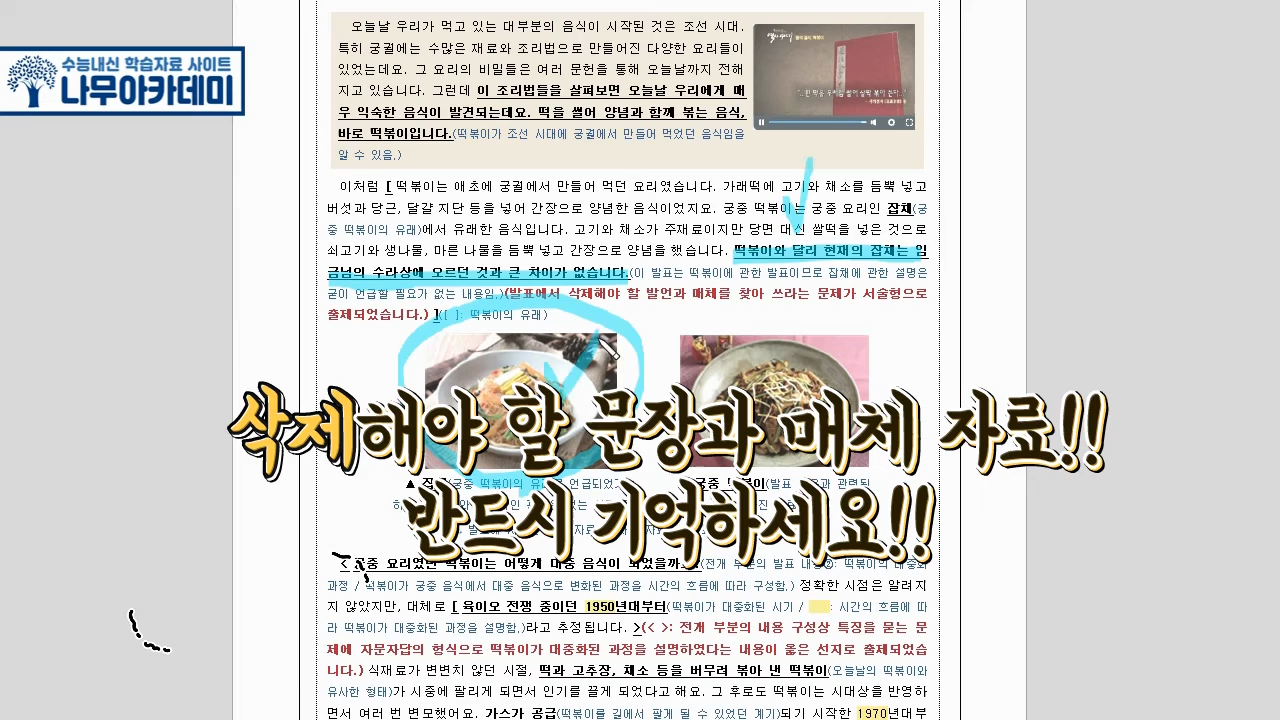 오늘날 우리가 먹고 있는 대부분의 음식이 시작된 것은 조선 시대.
특히 궁궐에는 수많은 재료와 조리법으로 만들어진 다양한 요리들이
있었는데요. 그 요리의 비밀들은 여러 문헌을 통해 오늘날까지 전해
지고 있습니다. 그런데 이 조리법들을 살펴보면 오늘날 우리에게 매
우 익숙한 음식이 발견되는데요. 떡을 썰어 양념과 함께 볶는 음식,
바로 떡볶이입니다.(떡볶이가 조선 시대에 궁궐에서 만들어 먹었던 음식임을
알 수 있음.)
수능내신 학습자료 사이트
나무아카데미
이처럼 [ 떡볶이는 애초에 궁궐에서 만들어 먹던 요리였습니다. 가래떡에 고기와 채소를 듬뿍 넣고
버섯과 당근, 달걀 지단 등을 넣어 간장으로 양념한 음식이었지요. 궁중 떡볶이는 궁중 요리인 잡채(궁
중 떡볶이의 유래)에서 유래한 음식입니다. 고기와 채소가 주재료이지만 당면 대신 쌀떡을 넣은 것으로
쇠고기와 생나물, 마른 나물을 듬뿍 넣고 간장으로 양념을 했습니다. 떡볶이와 달리 현재의 잡채는 임
금님의 수라상에 오르던 것과 큰 차이가 없습니다.(이 발표는 떡볶이에 관한 발표이므로 잡채에 관한 설명은
굳이 언급할 필요가 없는 내용임.)(발표에서 삭제해야 할 발언과 매체를 찾아 쓰라는 문제가 서술형으로
출제되었습니다.) ]([ ]: 떡볶이의 유래)
삭제해야 할 문장과 매체 자료!!
반드시 기억하세요!!
< 궁중 요리였던 떡볶이는 어떻게 대중 음식이 되었을까
과정 / 떡볶이가 궁중 음식에서 대중 음식으로 변화된 과정을 시간의 흐름에 따라 구성함.) 정확한 시점은 알려지
지 않았지만, 대체로 [ 육이오 전쟁 중이던 1950년대부터(떡볶이가 대중화된 시기 / : 시간의 흐름에 따
라 떡볶이가 대중화된 과정을 설명함.)라고 추정됩니다. >(< >: 전개 부분의 내용 구성상 특징을 묻는 문
제에 자문자답의 형식으로 떡볶이가 대중화된 과정을 설명하였다는 내용이 옳은 선지로 출제되었습
니다.) 식재료가 변변치 않던 시절, 떡과 고추장, 채소 등을 버무려 볶아 낸 떡볶이(오늘날의 떡볶이와
유사한 형태)가 시중에 팔리게 되면서 인기를 끌게 되었다고 해요. 그 후로도 떡볶이는 시대상을 반영하
면서 여러 번 변모했어요. 가스가 공급(떡볶이를 길에서 팔게 될 수 있었던 계기)되기 시작한 1970년대부